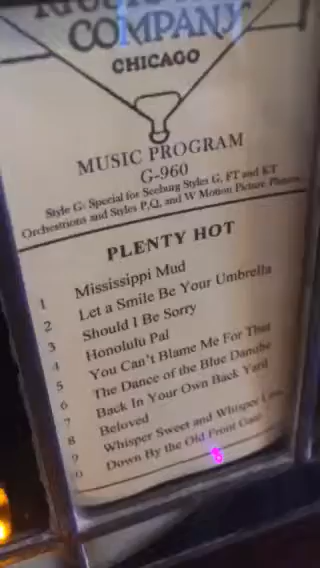 COMPANY
CHICAGO
MUSIC PROGRAM
G-960
Style G: Special for Seeburg Styles G, FT and KT
Orchestrions and Styles P,Q, and W Motion Picture Players
PLENTY HOT
1 Mississippi Mud
2 Let a Smile Be Your Umbrella
3 Should I Be Sorry
4 Honolulu Pal
5 You Can't Blame Me For That
6 The Dance of the Blue Danube
7 Back In Your Own Back Yard
8 Beloved
9 Whisper Sweet and Whisper
10 Down By the Old Front Gate